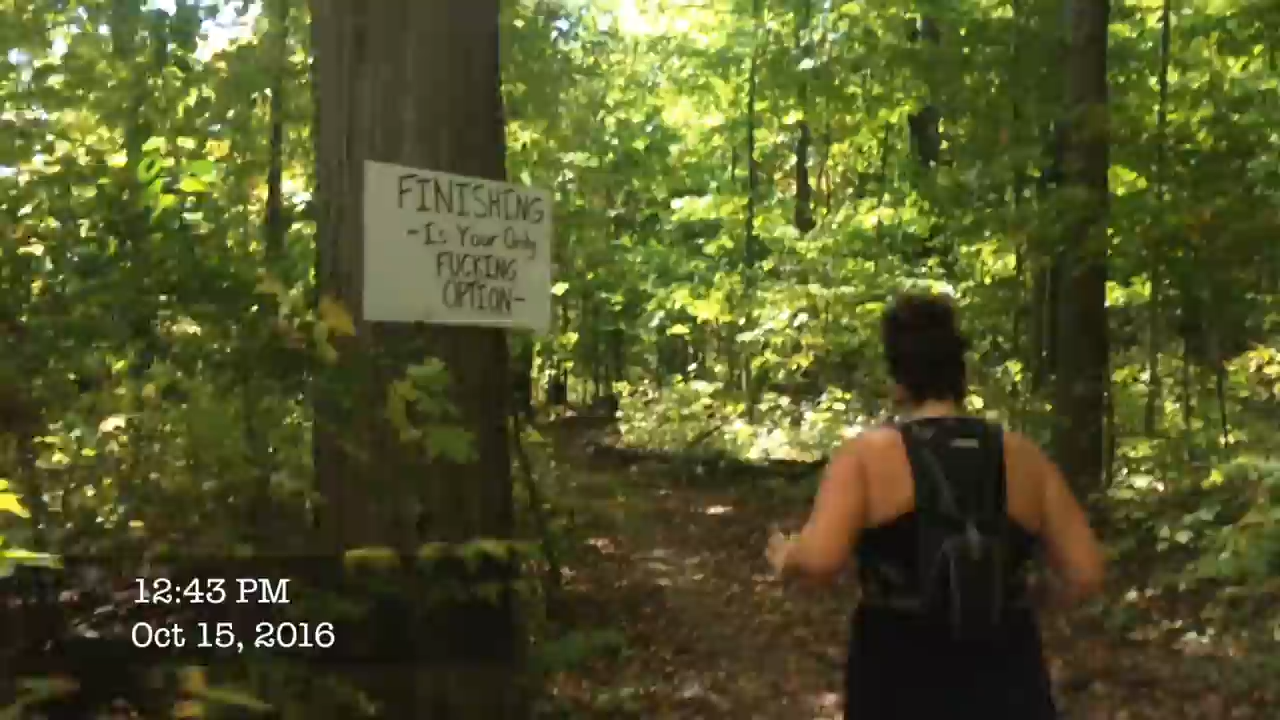 FINISHING
-Is Your Only
FUCKING
OPTION-
12:43 PM
Oct 15, 2016